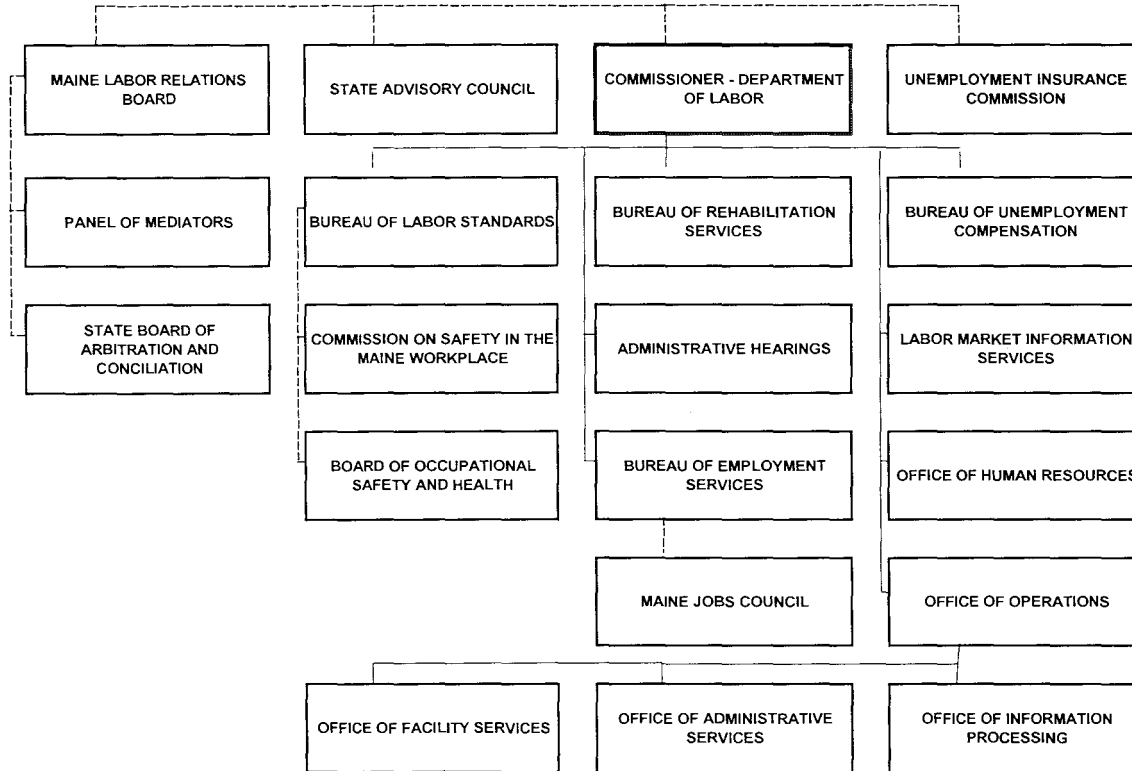 MAINE LABOR RELATIONS
BOARD
STATE ADVISORY COUNCIL
COMMISSIONER - DEPARTMENT
OF LABOR
UNEMPLOYMENT INSURANCE
COMMISSION
PANEL OF MEDIATORS
BUREAU OF LABOR STANDARDS
BUREAU OF REHABILITATION
SERVICES
BUREAU OF UNEMPLOYMENT
COMPENSATION
STATE BOARD OF
ARBITRATION AND
CONCILIATION
COMMISSION ON SAFETY IN THE
MAINE WORKPLACE
ADMINISTRATIVE HEARINGS
LABOR MARKET INFORMATION
SERVICES
BOARD OF OCCUPATIONAL
SAFETY AND HEALTH
BUREAU OF EMPLOYMENT
SERVICES
OFFICE OF HUMAN RESOURCES
MAINE JOBS COUNCIL
OFFICE OF OPERATIONS
OFFICE OF FACILITY SERVICES
OFFICE OF ADMINISTRATIVE
SERVICES
OFFICE OF INFORMATION
PROCESSING